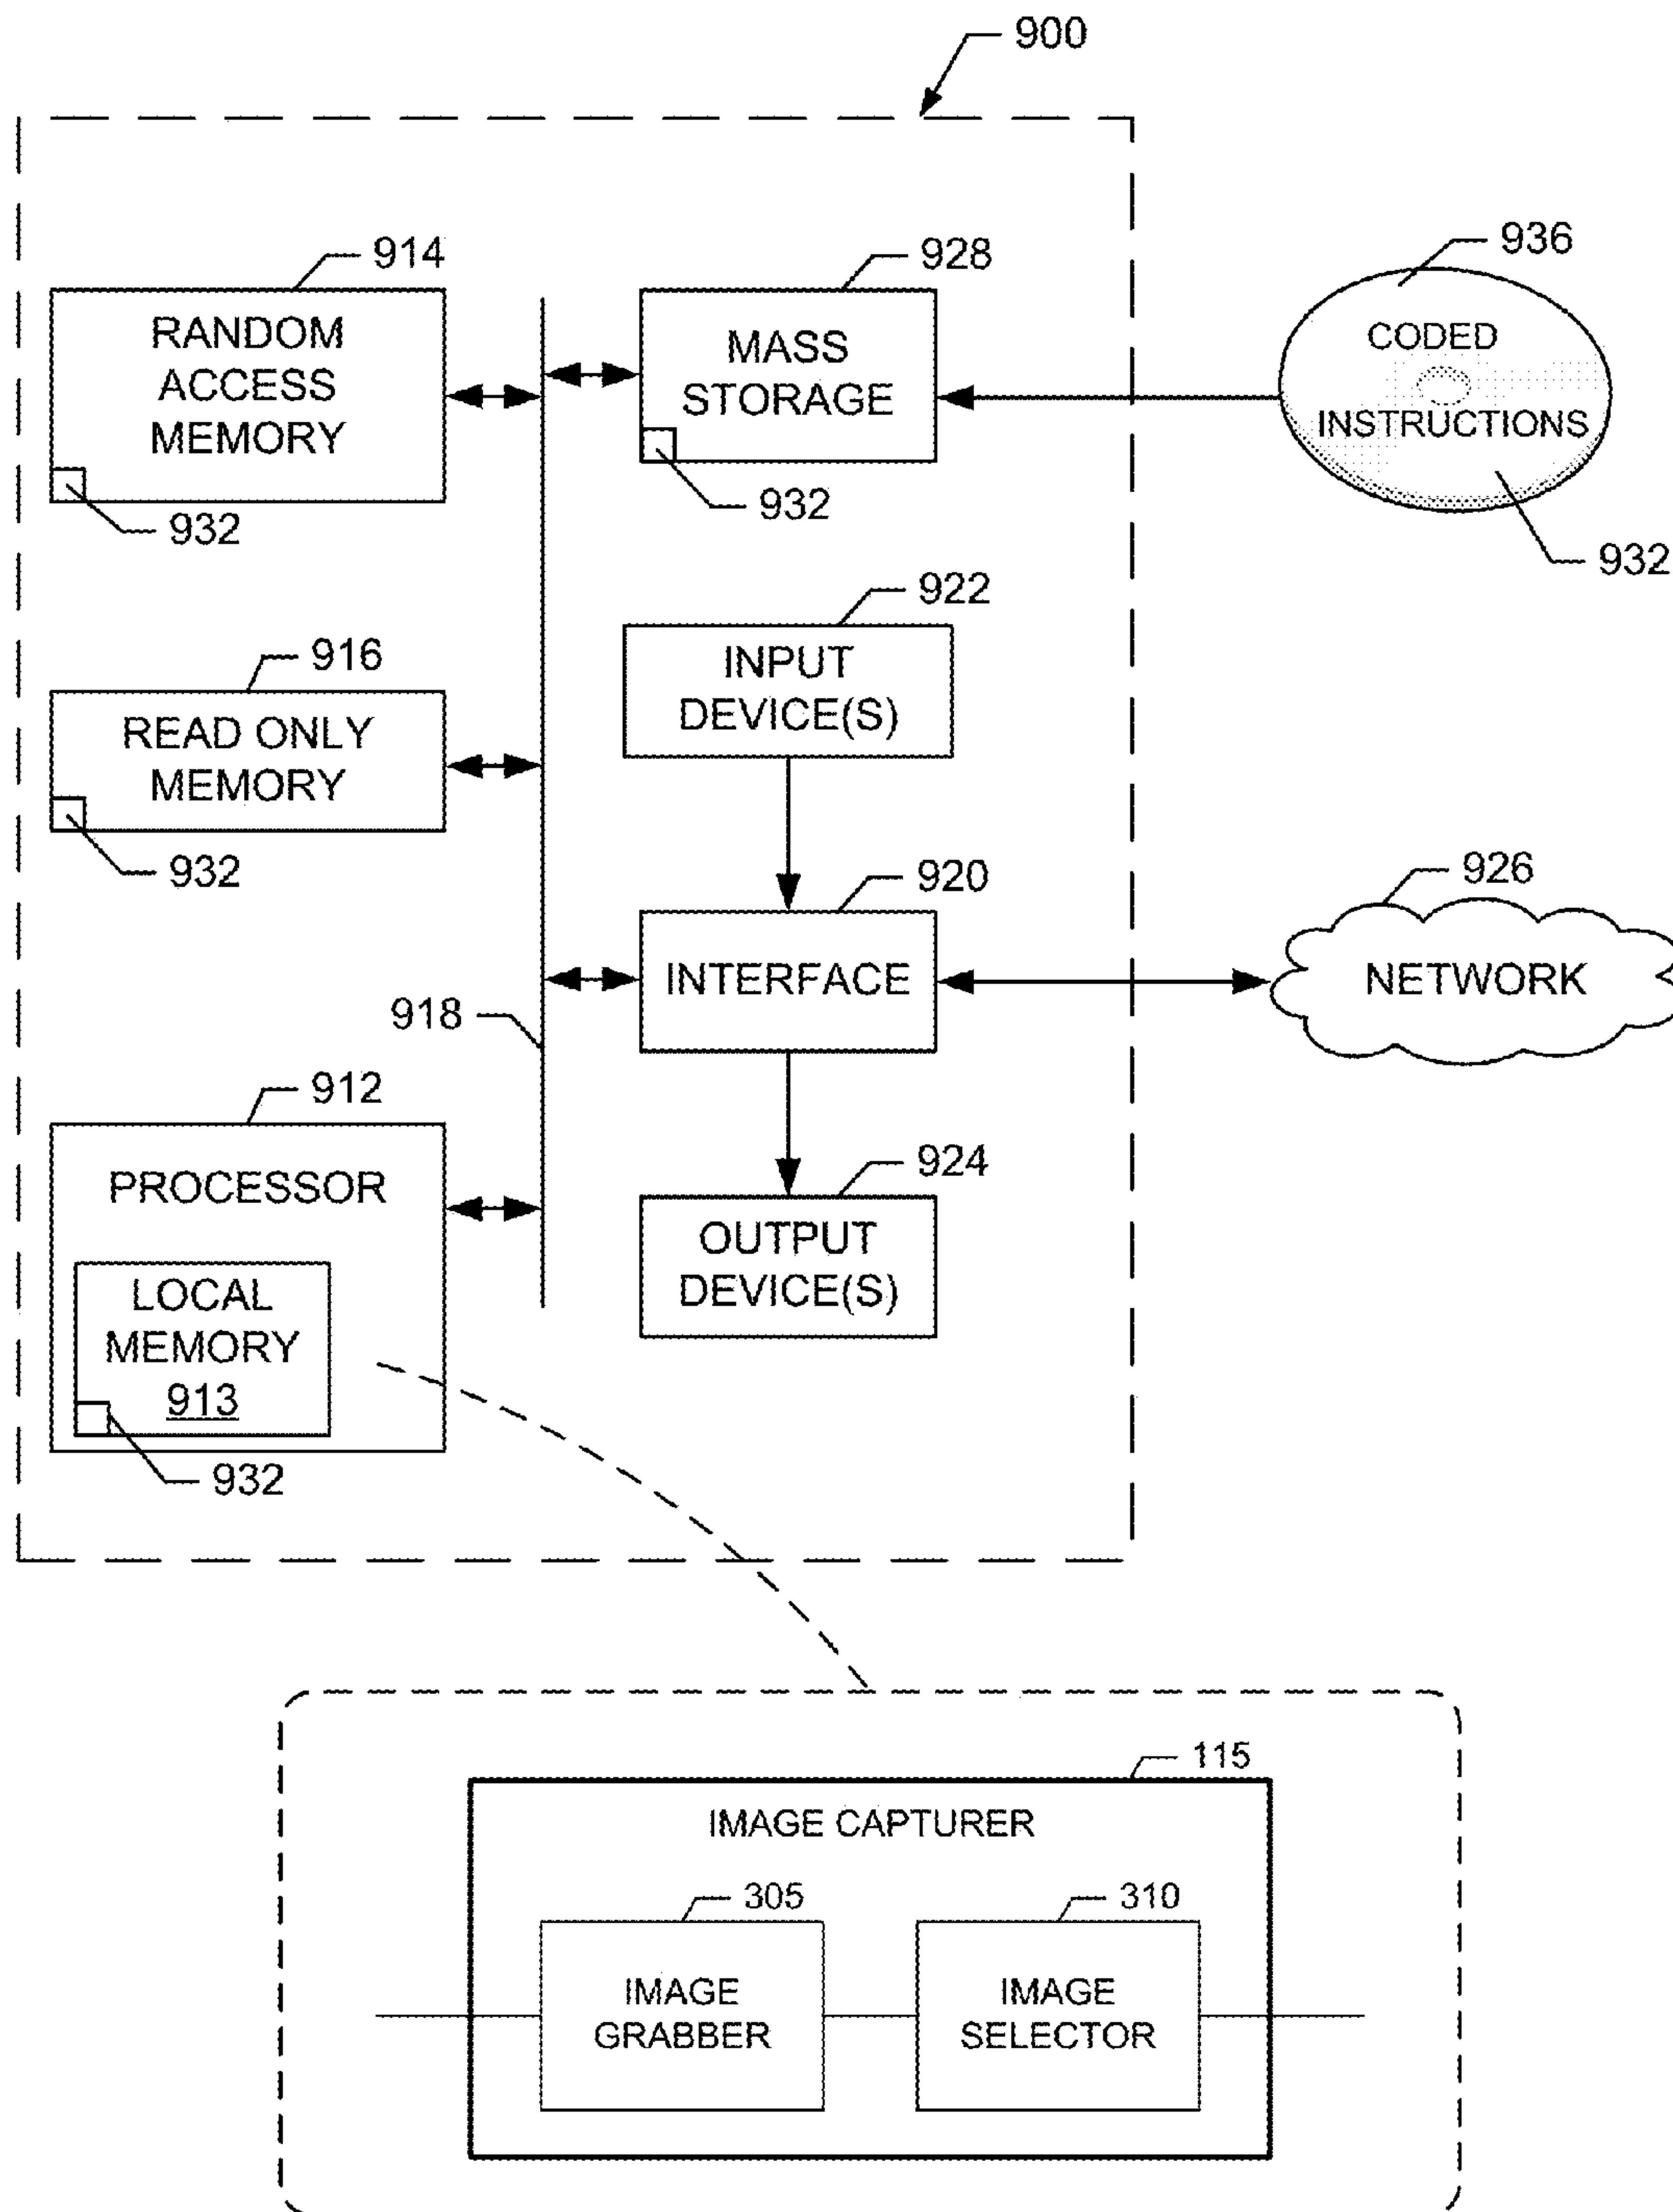 900
914
RANDOM
ACCESS
MEMORY
932
928
MASS
STORAGE
932
936
CODED
INSTRUCTIONS
932
916
READ ONLY
MEMORY
932
922
INPUT
DEVICE(S)
920
INTERFACE
918
926
NETWORK
912
PROCESSOR
LOCAL
MEMORY
913
932
924
OUTPUT
DEVICE(S)
115
IMAGE CAPTURER
305
IMAGE
GRABBER
310
IMAGE
SELECTOR